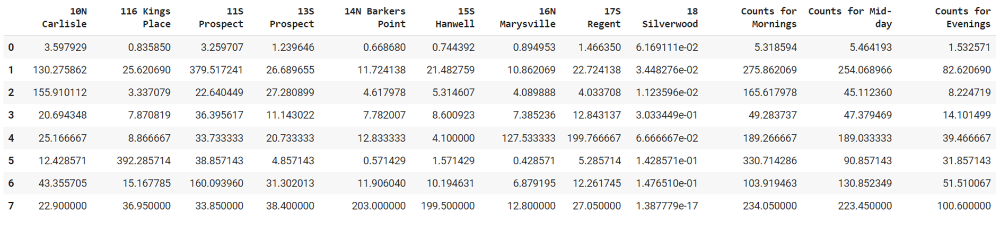 10N 116 Kings 11S 13S 14N Barkers 15S 16N 17S 18 Counts for Counts for Mid- Counts for
Carlisle Place Prospect Prospect Point Hanwell Marysville Regent Silverwood Mornings day Evenings
0 3.597929 0.835850 3.259707 1.239646 0.668680 0.744392 0.894953 1.466350 6.169111e-02 5.318594 5.464193 1.532571
1 130.275862 25.620690 379.517241 26.689655 11.724138 21.482759 10.862069 22.724138 3.448276e-02 275.862069 254.068966 82.620690
2 155.910112 3.337079 22.640449 27.280899 4.617978 5.314607 4.089888 4.033708 1.123596e-02 165.617978 45.112360 8.224719
3 20.694348 7.870819 36.395617 11.143022 7.782007 8.600923 7.385236 12.843137 3.033449e-01 49.283737 47.379469 14.101499
4 25.166667 8.866667 33.733333 20.733333 12.833333 4.100000 127.533333 199.766667 6.666667e-02 189.266667 189.033333 39.466667
5 12.428571 392.285714 38.857143 4.857143 0.571429 1.571429 0.428571 5.285714 1.428571e-01 330.714286 90.857143 31.857143
6 43.355705 15.167785 160.093960 31.302013 11.906040 10.194631 6.879195 12.261745 1.476510e-01 103.919463 130.852349 51.510067
7 22.900000 36.950000 33.850000 38.400000 203.000000 199.500000 12.800000 27.050000 1.387779e-17 234.050000 223.450000 100.600000